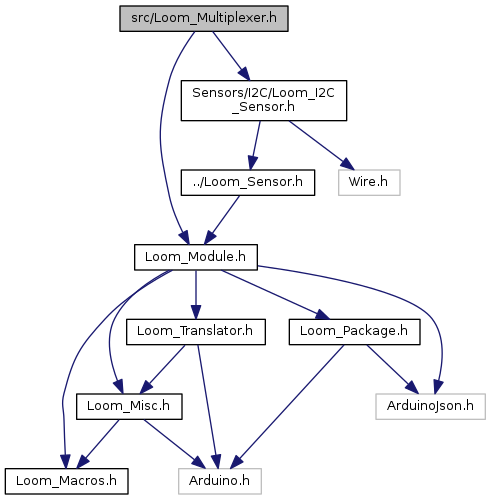 src/Loom_Multiplexer.h
Sensors/I2C/Loom_I2C
_Sensor.h
../Loom_Sensor.h
Wire.h
Loom_Module.h
Loom_Translator.h
Loom_Package.h
Loom_Misc.h
ArduinoJson.h
Loom_Macros.h
Arduino.h